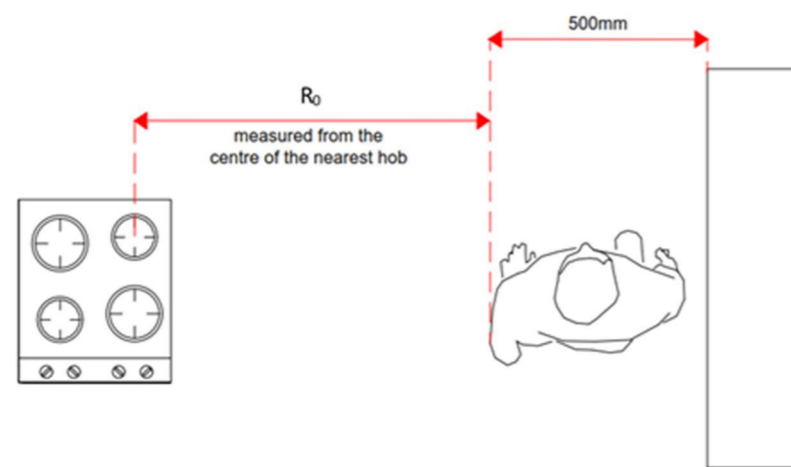 500mm
R₀
measured from the
centre of the nearest hob